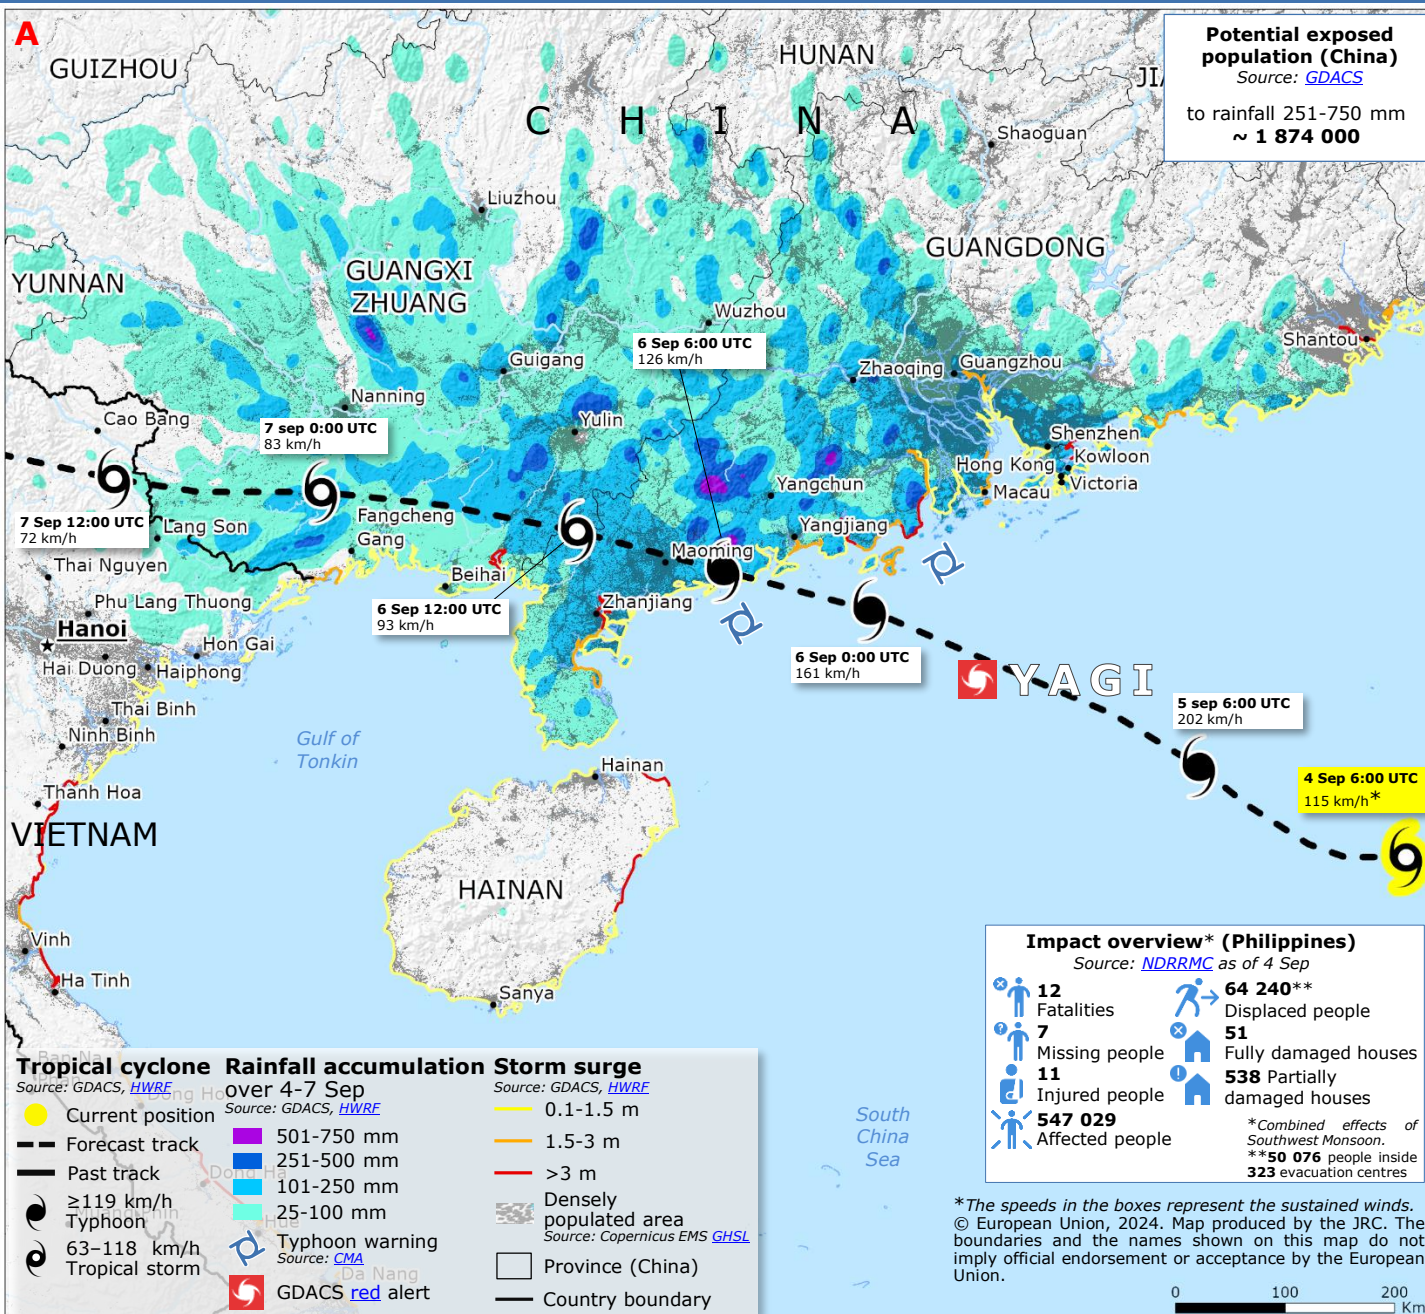 A
GUIZHOU
HUNAN
Potential exposed
population (China)
Source: GDACS
to rainfall 251-750 mm
~ 1 874 000
C H I N A
Shaoguan
Liuzhou
GUANGDONG
YUNNAN
GUANGXI
ZHUANG
Wuzhou
6 Sep 6:00 UTC
126 km/h
Shantou
Guigang
Zhaoqing
Guangzhou
Nanning
Cao Bang
7 sep 0:00 UTC
83 km/h
Yulin
Shenzhen
Kowloon
Hong Kong
Victoria
Macau
Yangchun
7 Sep 12:00 UTC
72 km/h
Lang Son
Fangcheng
Gang
Yangjiang
Maoming
Thai Nguyen
Beihai
Phu Lang Thuong
6 Sep 12:00 UTC
93 km/h
Zhanjiang
Hanoi
Hon Gai
Hai Duong
Haiphong
6 Sep 0:00 UTC
161 km/h
YAGI
Thai Binh
5 sep 6:00 UTC
202 km/h
Ninh Binh
Gulf of
Tonkin
Hainan
4 Sep 6:00 UTC
115 km/h*
Thanh Hoa
VIETNAM
HAINAN
Vinh
Ha Tinh
Sanya
Impact overview* (Philippines)
Source: NDRRMC as of 4 Sep
12
Fatalities
64 240**
Displaced people
7
Missing people
51
Fully damaged houses
11
Injured people
538 Partially
damaged houses
547 029
Affected people
*Combined effects of
Southwest Monsoon.
**50 076 people inside
323 evacuation centres
South
China
Sea
*The speeds in the boxes represent the sustained winds.
© European Union, 2024. Map produced by the JRC. The
boundaries and the names shown on this map do not
imply official endorsement or acceptance by the European
Union.
0 100 200
Km
Tropical cyclone
Source: GDACS, HWRF
Current position
Forecast track
Past track
≥119 km/h
Typhoon
63–118 km/h
Tropical storm
Rainfall accumulation
over 4-7 Sep
Source: GDACS, HWRF
501-750 mm
251-500 mm
101-250 mm
25-100 mm
Typhoon warning
Source: CMA
GDACS red alert
Storm surge
Source: GDACS, HWRF
0.1-1.5 m
1.5-3 m
>3 m
Densely
populated area
Source: Copernicus EMS GHSL
Province (China)
Country boundary
Dong Ha
Hue
Da Nang